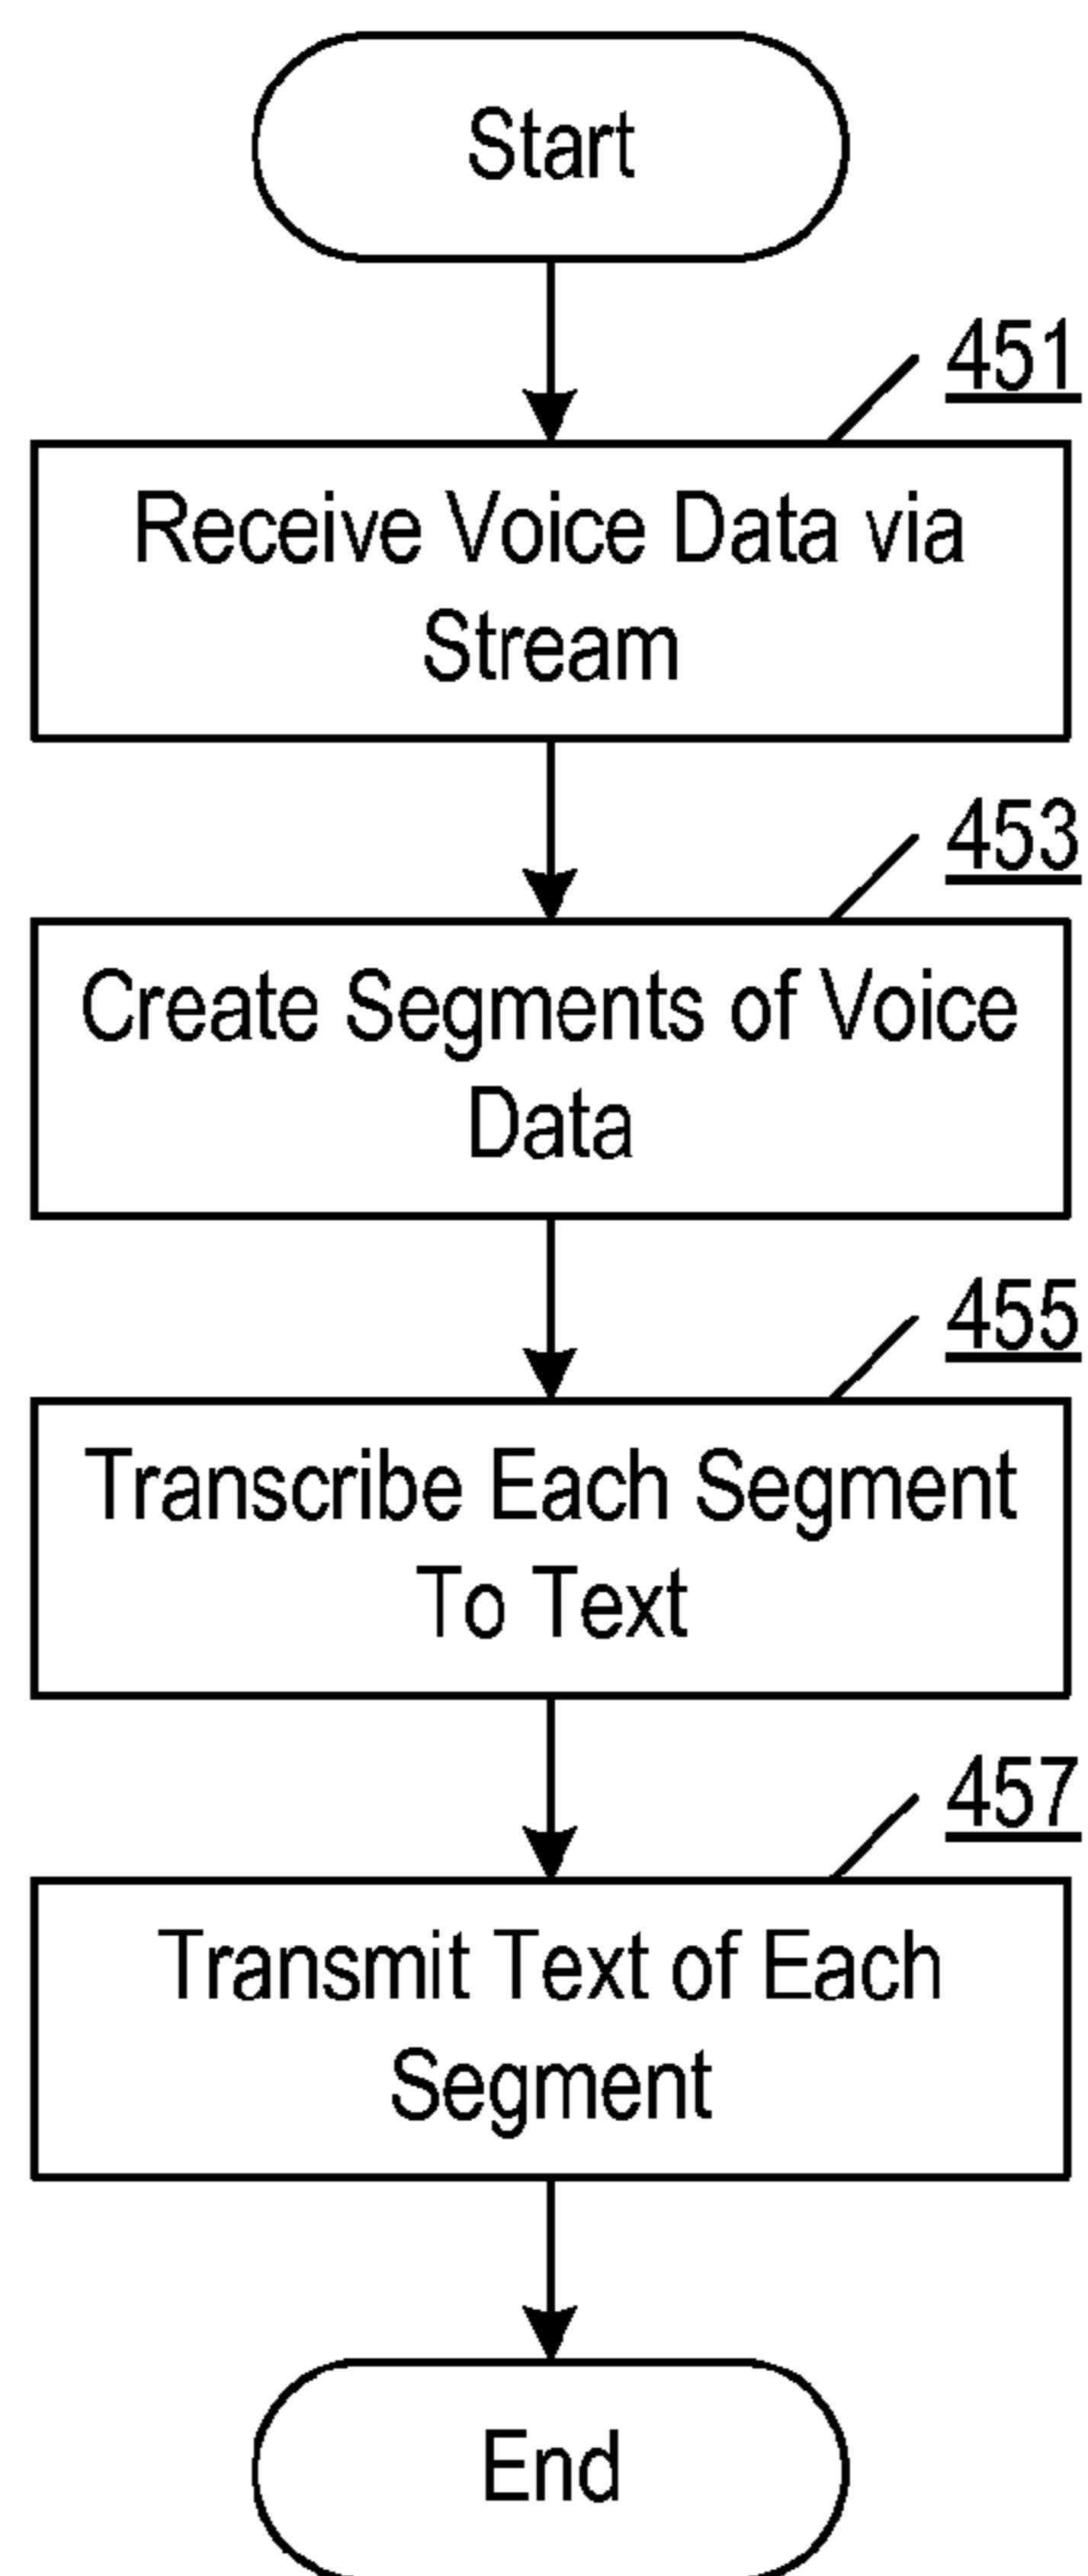 Start
451
Receive Voice Data via
Stream
453
Create Segments of Voice
Data
455
Transcribe Each Segment
To Text
457
Transmit Text of Each
Segment
End